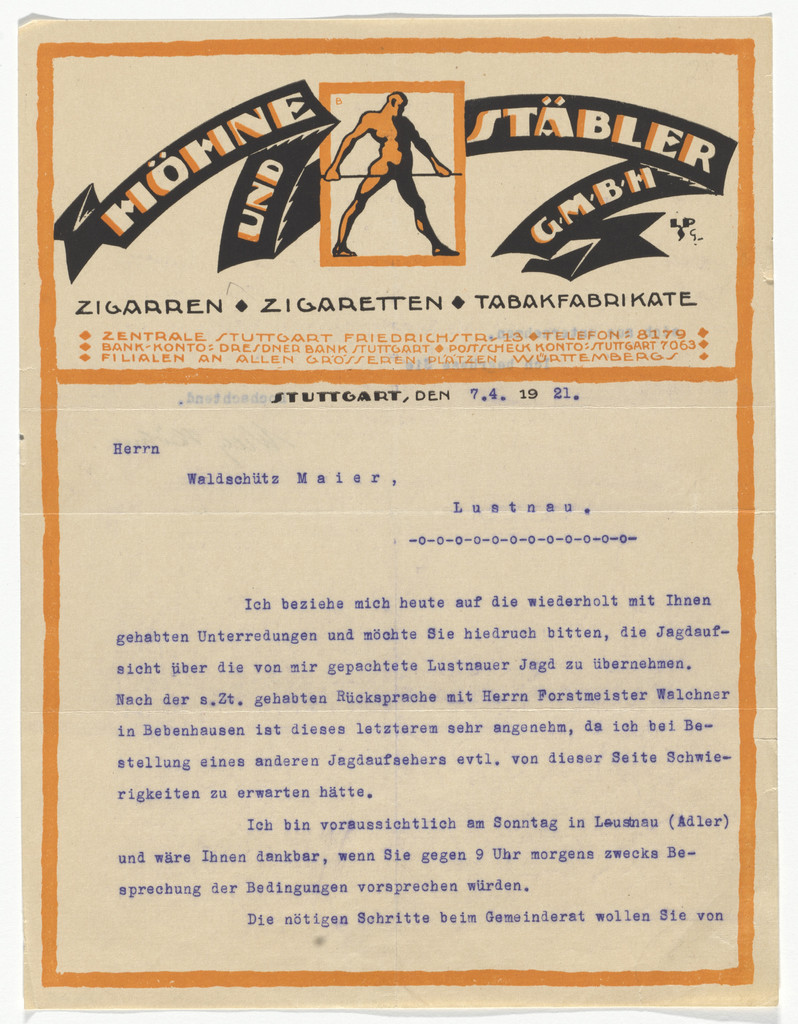 HÖHNE
UND
STÄBLER
G·M·B·H
B
ZIGARREN ◆ ZIGARETTEN ◆ TABAKFABRIKATE
◆ ZENTRALE STUTTGART FRIEDRICHSTR. 13 ◆ TELEFON: 8179 ◆
◆ BANK-KONTO: DRESDNER BANK STUTTGART ◆ POSTSCHECK KONTO: STUTTGART 7063 ◆
◆ FILIALEN AN ALLEN GRÖSSEREN PLÄTZEN WÜRTTEMBERGS ◆
STUTTGART, DEN 7.4. 19 21.
Herrn
Waldschütz M a i e r ,
L u s t n a u .
-o-o-o-o-o-o-o-o-o-o-o-o-
Ich beziehe mich heute auf die wiederholt mit Ihnen
gehabten Unterredungen und möchte Sie hiedruch bitten, die Jagdauf-
sicht über die von mir gepachtete Lustnauer Jagd zu übernehmen.
Nach der s.Zt. gehabten Rücksprache mit Herrn Forstmeister Walchner
in Bebenhausen ist dieses letzterem sehr angenehm, da ich bei Be-
stellung eines anderen Jagdaufsehers evtl. von dieser Seite Schwie-
rigkeiten zu erwarten hätte.
Ich bin voraussichtlich am Sonntag in Lustnau (Adler)
und wäre Ihnen dankbar, wenn Sie gegen 9 Uhr morgens zwecks Be-
sprechung der Bedingungen vorsprechen würden.
Die nötigen Schritte beim Gemeinderat wollen Sie von